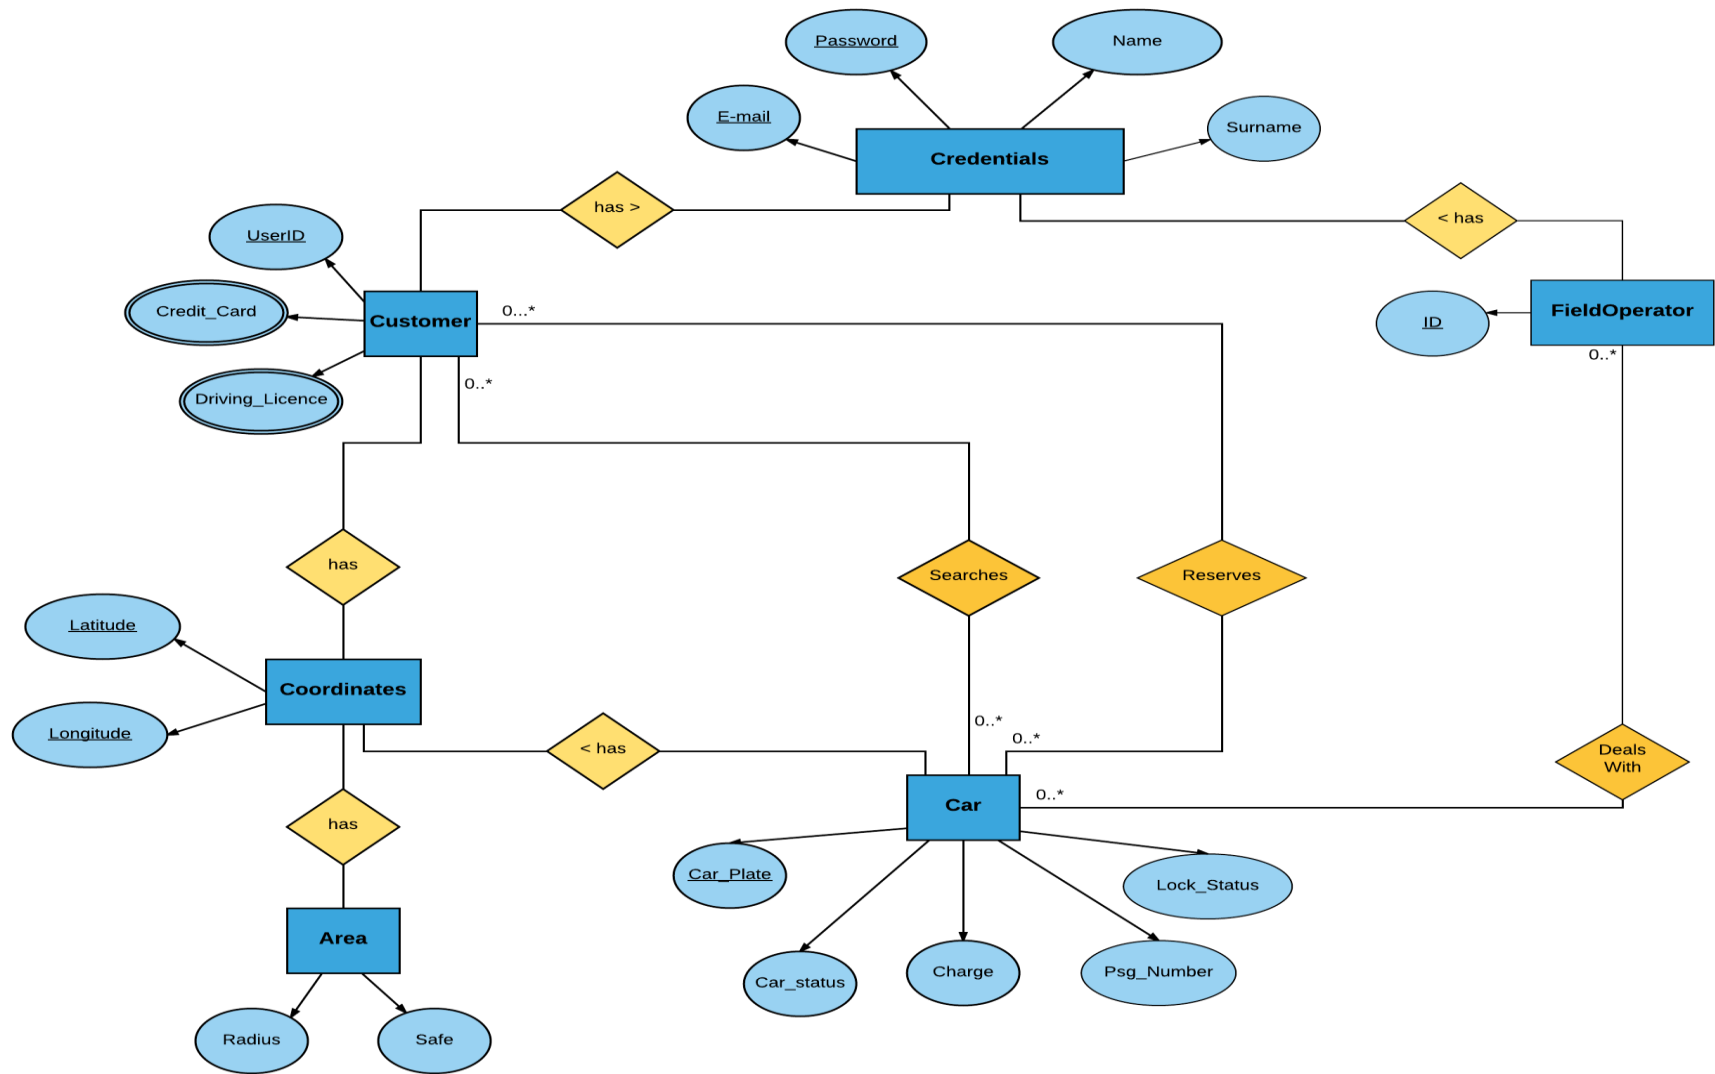 Password
Name
E-mail
Surname
Credentials
has >
< has
UserID
Credit_Card
Customer
0...*
FieldOperator
ID
0..*
Driving_Licence
0..*
has
Searches
Reserves
Latitude
Coordinates
Longitude
0..*
0..*
< has
Deals
With
0..*
Car
has
Car_Plate
Lock_Status
Area
Car_status
Charge
Psg_Number
Radius
Safe